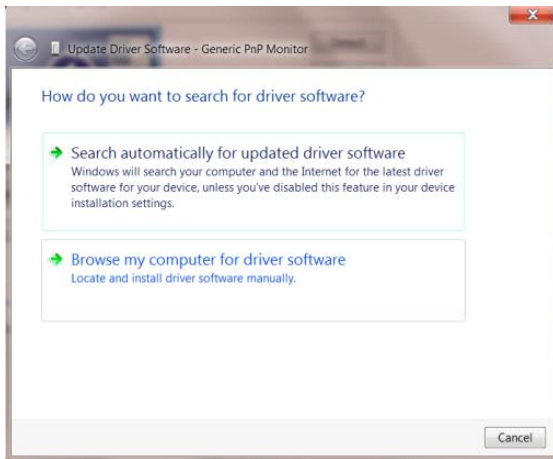 Update Driver Software - Generic PnP Monitor
How do you want to search for driver software?
Search automatically for updated driver software
Windows will search your computer and the Internet for the latest driver
software for your device, unless you've disabled this feature in your device
installation settings.
Browse my computer for driver software
Locate and install driver software manually.
Cancel